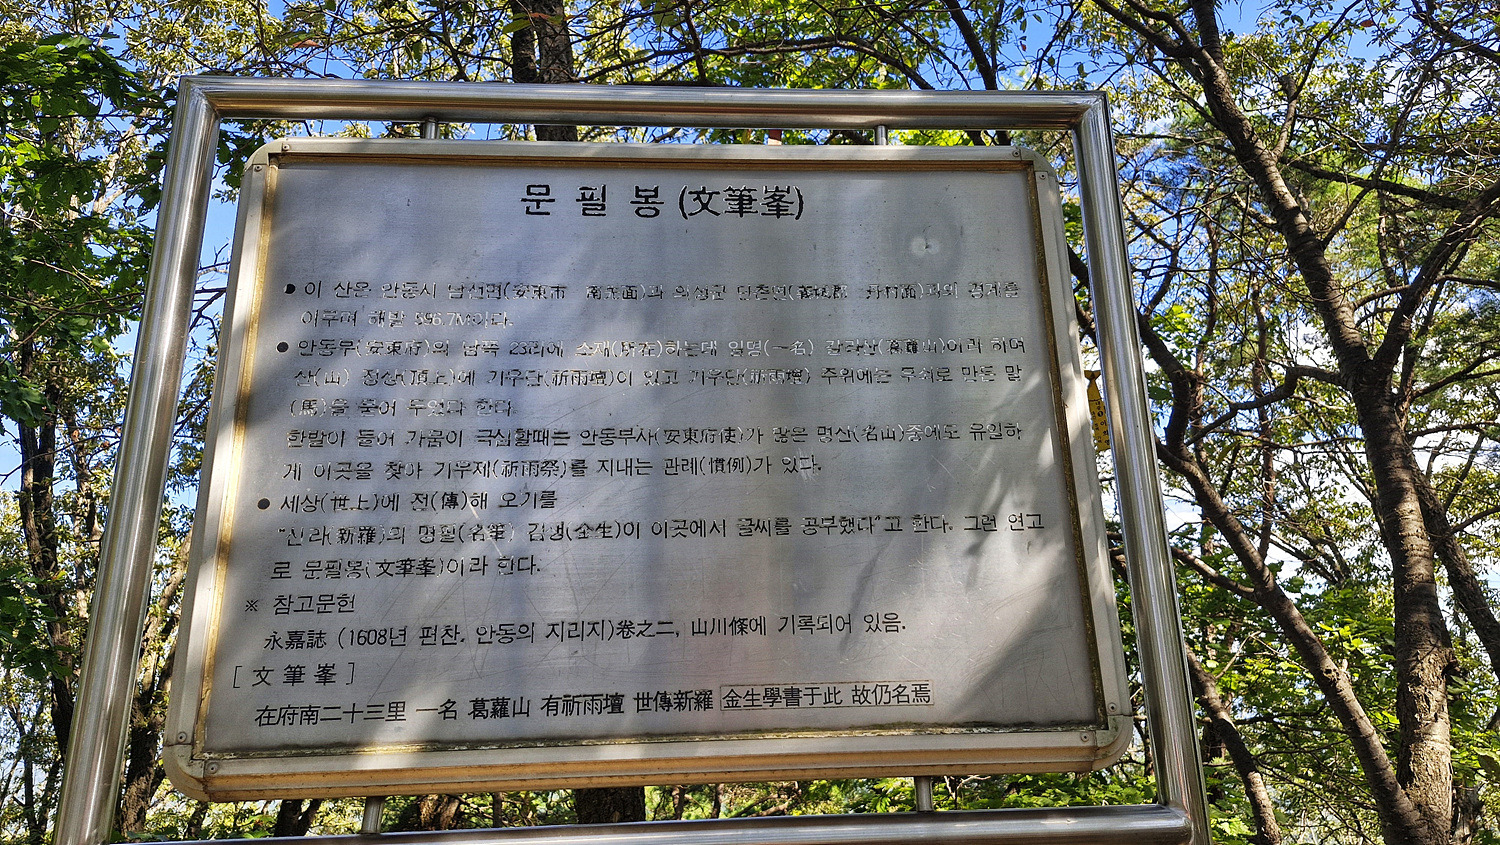 문필봉(文筆峯)
● 이 산은 안동시 남선면(安東市 南先面)과 의성군 단촌면(義城郡 丹村面)과의 경계를
이루며 해발 596.7M이다.
● 안동부(安東府)의 남쪽 23리에 소재(所在)하는대 일명(一名) 갈라산(葛蘿山)이라 하며
산(山) 정상(頂上)에 기우단(祈雨壇)이 있고 기우단(祈雨壇) 주위에는 무쇠로 만든 말
(馬)을 묻어 두었다 한다.
한발이 들어 가뭄이 극심할때는 안동부사(安東府使)가 많은 명산(名山)중에도 유일하
게 이곳을 찾아 기우제(祈雨祭)를 지내는 관례(慣例)가 있다.
● 세상(世上)에 전(傳)해 오기를
"신라(新羅)의 명필(名筆) 김생(金生)이 이곳에서 글씨를 공부했다"고 한다. 그런 연고
로 문필봉(文筆峯)이라 한다.
※ 참고문헌
永嘉誌 (1608년 편찬. 안동의 지리지)卷之二, 山川條에 기록되어 있음.
[文筆峯]
在府南二十三里 一名 葛蘿山 有祈雨壇 世傳新羅 金生學書于此 故仍名焉